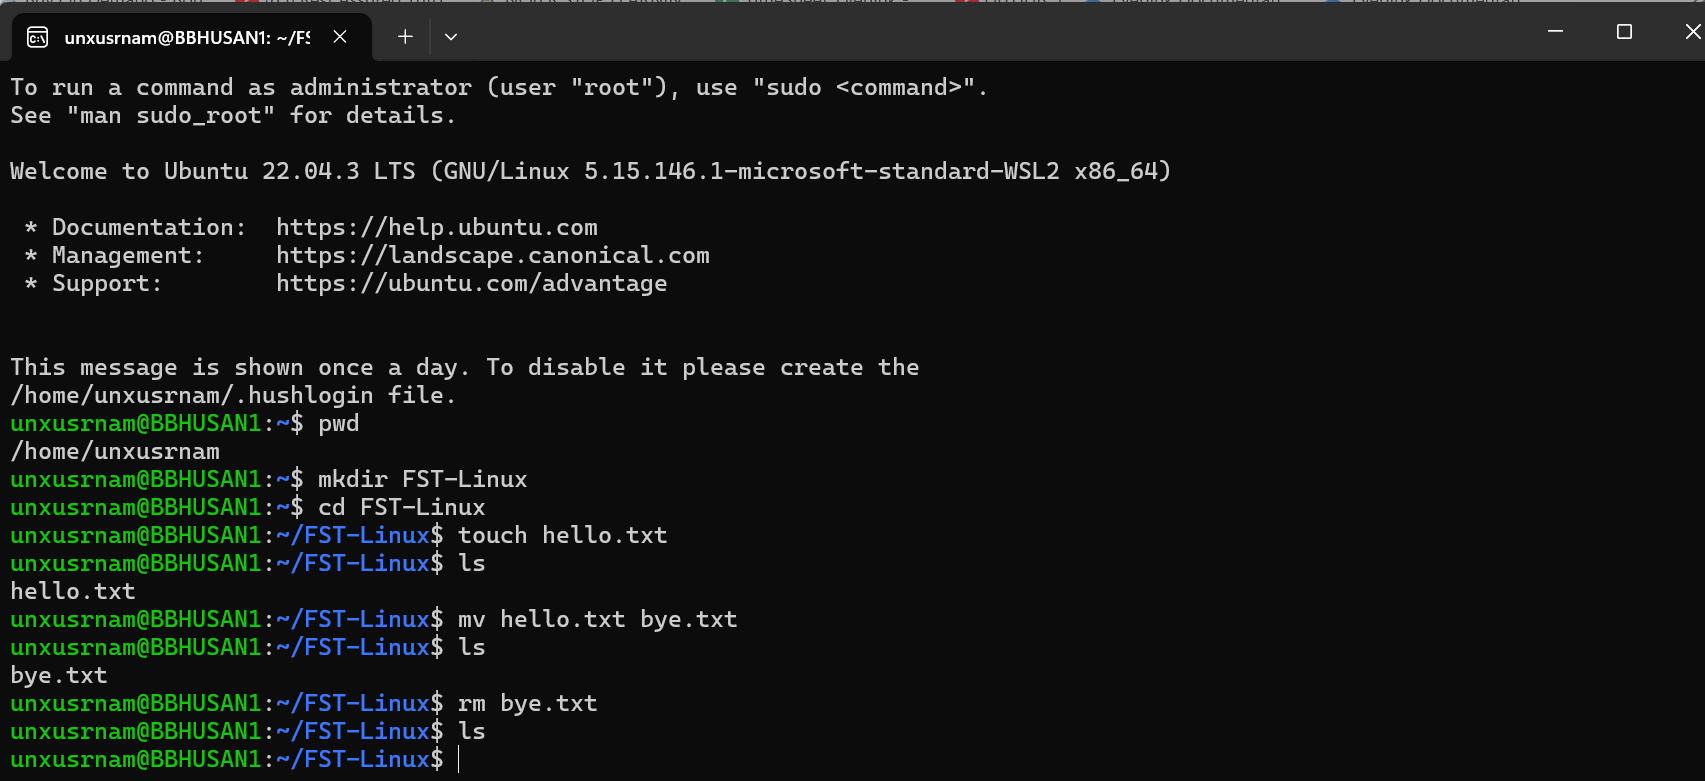 unxusrnam@BBHUSAN1: ~/FS
To run a command as administrator (user "root"), use "sudo <command>".
See "man sudo_root" for details.
Welcome to Ubuntu 22.04.3 LTS (GNU/Linux 5.15.146.1-microsoft-standard-WSL2 x86_64)
* Documentation:  https://help.ubuntu.com
* Management:     https://landscape.canonical.com
* Support:        https://ubuntu.com/advantage
This message is shown once a day. To disable it please create the
/home/unxusrnam/.hushlogin file.
unxusrnam@BBHUSAN1:~$ pwd
/home/unxusrnam
unxusrnam@BBHUSAN1:~$ mkdir FST-Linux
unxusrnam@BBHUSAN1:~$ cd FST-Linux
unxusrnam@BBHUSAN1:~/FST-Linux$ touch hello.txt
unxusrnam@BBHUSAN1:~/FST-Linux$ ls
hello.txt
unxusrnam@BBHUSAN1:~/FST-Linux$ mv hello.txt bye.txt
unxusrnam@BBHUSAN1:~/FST-Linux$ ls
bye.txt
unxusrnam@BBHUSAN1:~/FST-Linux$ rm bye.txt
unxusrnam@BBHUSAN1:~/FST-Linux$ ls
unxusrnam@BBHUSAN1:~/FST-Linux$